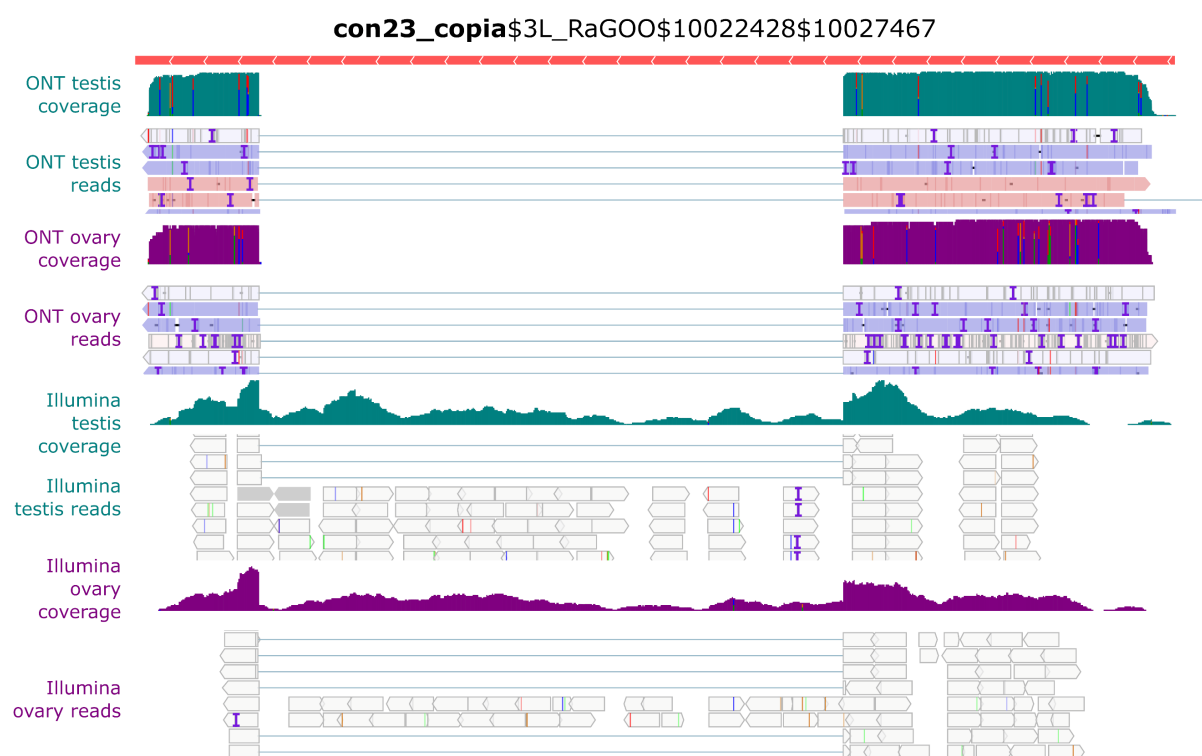 con23_copia$3L_RaGOO$10022428$10027467
ONT testis
coverage
ONT testis
reads
ONT ovary
coverage
ONT ovary
reads
Illumina
testis
coverage
Illumina
testis reads
Illumina
ovary
coverage
Illumina
ovary reads